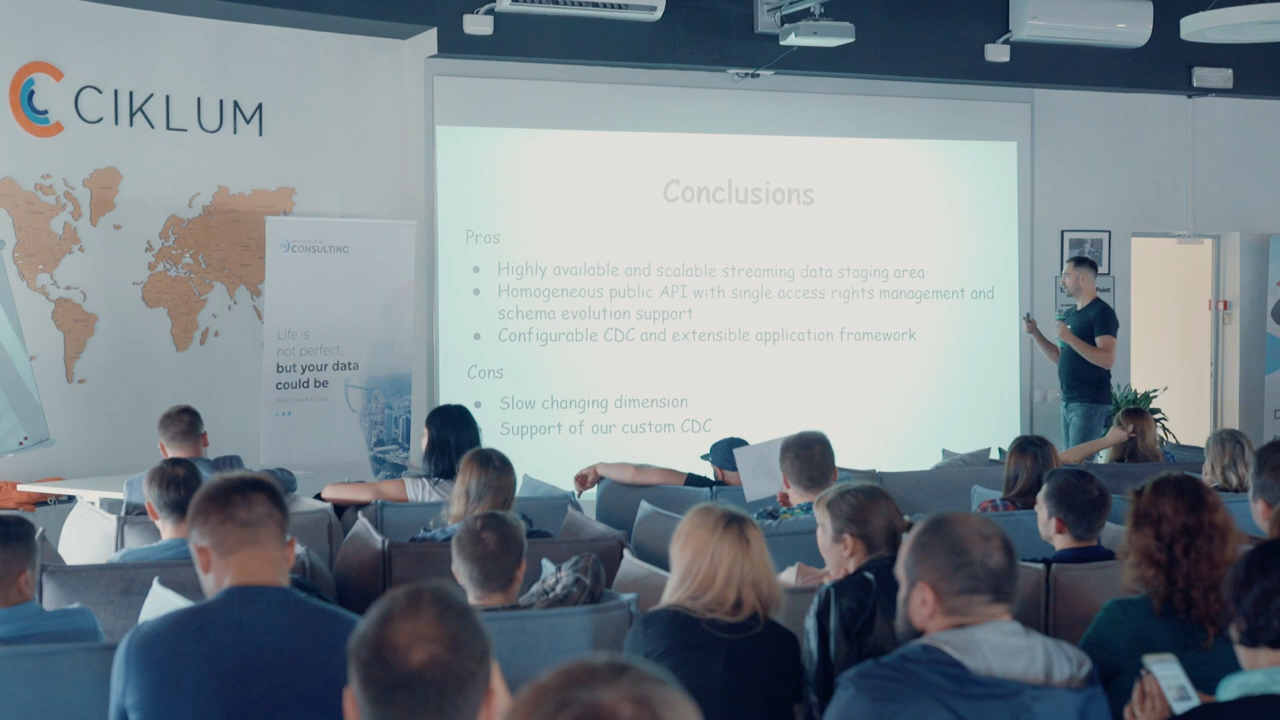 CIKLUM
CONSULTING
Life is
not perfect,
but your data
could be
Conclusions
Pros
Highly available and scalable streaming data staging area
Homogeneous public API with single access rights management and
schema evolution support
Configurable CDC and extensible application framework
Cons
Slow changing dimension
Support of our custom CDC
Point